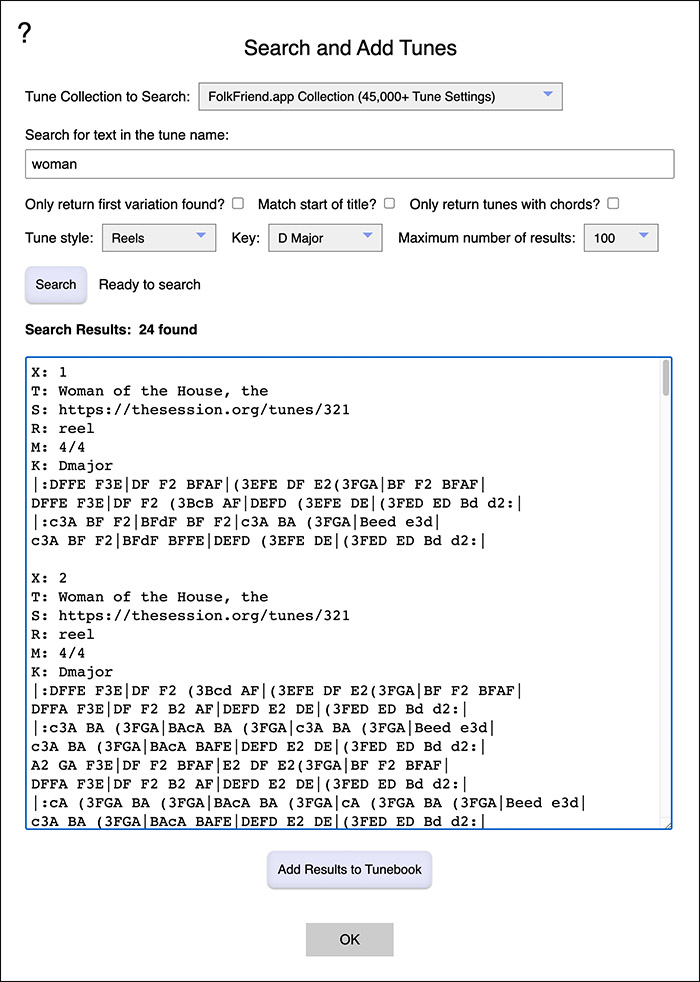 ?
Search and Add Tunes
Tune Collection to Search: FolkFriend.app Collection (45,000+ Tune Settings)
Search for text in the tune name:
woman
Only return first variation found? Match start of title? Only return tunes with chords?
Tune style: Reels Key: D Major Maximum number of results: 100
Search Ready to search
Search Results: 24 found
X: 1
T: Woman of the House, the
S: https://thesession.org/tunes/321
R: reel
M: 4/4
K: Dmajor
|:DFFE F3E|DF F2 BFAF|(3EFE DF E2(3FGA|BF F2 BFAF|
DFFE F3E|DF F2 (3BcB AF|DEFD (3EFE DE|(3FED ED Bd d2:|
|:c3A BF F2|BFdF BF F2|c3A BA (3FGA|Beed e3d|
c3A BF F2|BFdF BFFE|DEFD (3EFE DE|(3FED ED Bd d2:|
X: 2
T: Woman of the House, the
S: https://thesession.org/tunes/321
R: reel
M: 4/4
K: Dmajor
|:DFFE F3E|DF F2 (3Bcd AF|(3EFE DF E2(3FGA|BF F2 BFAF|
DFFA F3E|DF F2 B2 AF|DEFD E2 DE|(3FED ED Bd d2:|
|:c3A BA (3FGA|BAcA BA (3FGA|c3A BA (3FGA|Beed e3d|
c3A BA (3FGA|BAcA BAFE|DEFD E2 DE|(3FED ED Bd d2:|
A2 GA F3E|DF F2 BFAF|E2 DF E2(3FGA|BF F2 BFAF|
DFFA F3E|DF F2 B2 AF|DEFD E2 DE|(3FED ED Bd d2:|
|:cA (3FGA BA (3FGA|BAcA BA (3FGA|cA (3FGA BA (3FGA|Beed e3d|
c3A BA (3FGA|BAcA BAFE|DEFD E2 DE|(3FED ED Bd d2:|
Add Results to Tunebook
OK